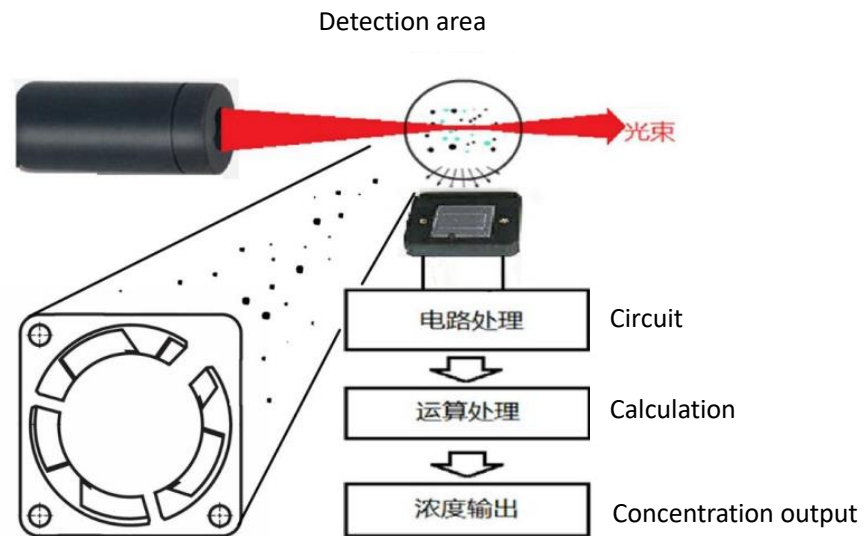 Detection area
光束
电路处理
Circuit
运算处理
Calculation
浓度输出
Concentration output